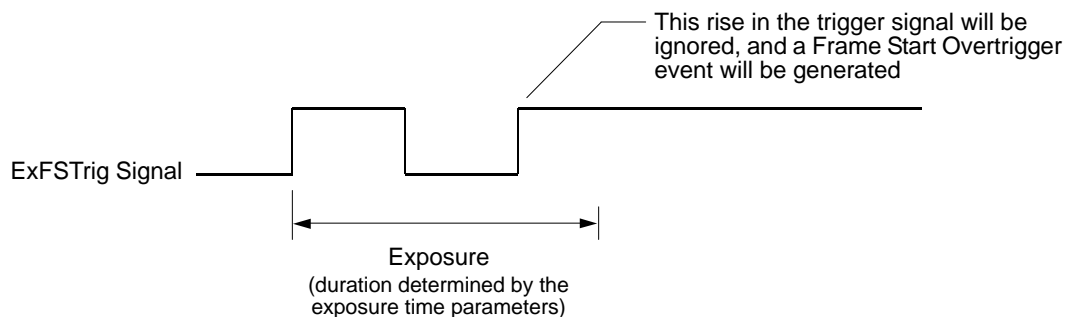 This rise in the trigger signal will be
ignored, and a Frame Start Overtrigger
event will be generated
ExFSTrig Signal
Exposure
(duration determined by the
exposure time parameters)